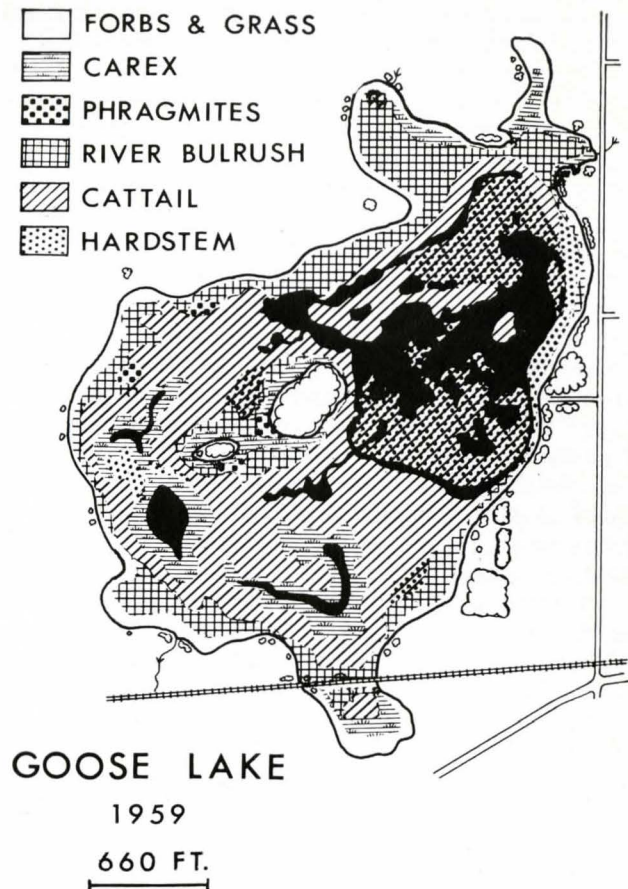 FORBS & GRASS
CAREX
PHRAGMITES
RIVER BULRUSH
CATTAIL
HARDSTEM
GOOSE LAKE
1959
660 FT.